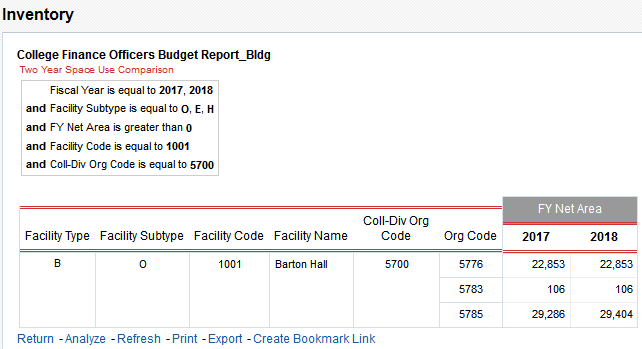 Inventory
College Finance Officers Budget Report_Bldg
Two Year Space Use Comparison
Fiscal Year is equal to 2017, 2018
and Facility Subtype is equal to O, E, H
and FY Net Area is greater than 0
and Facility Code is equal to 1001
and Coll-Div Org Code is equal to 5700
FY Net Area
Facility Type Facility Subtype Facility Code Facility Name Coll-Div Org Code Org Code 2017 2018
B O 1001 Barton Hall 5700 5776 22,853 22,853
5783 106 106
5785 29,286 29,404
Return - Analyze - Refresh - Print - Export - Create Bookmark Link